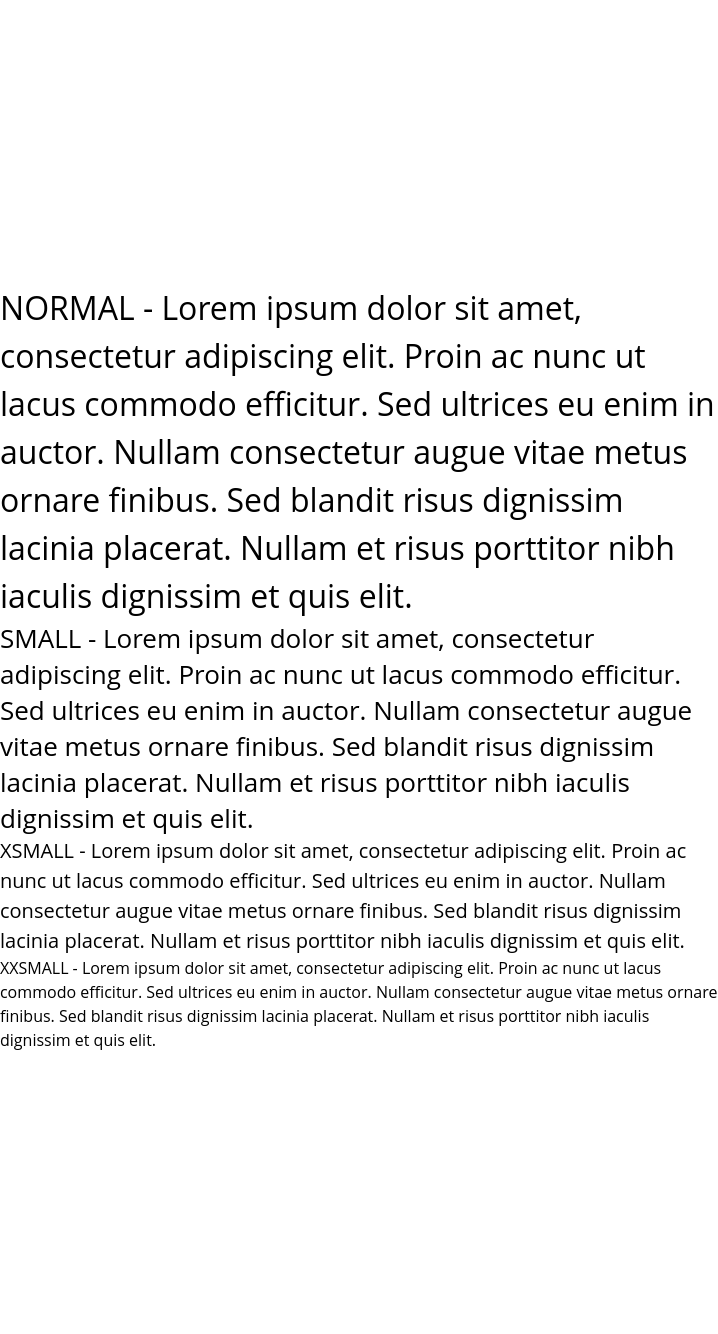 NORMAL - Lorem ipsum dolor sit amet,
consectetur adipiscing elit. Proin ac nunc ut
lacus commodo efficitur. Sed ultrices eu enim in
auctor. Nullam consectetur augue vitae metus
ornare finibus. Sed blandit risus dignissim
lacinia placerat. Nullam et risus porttitor nibh
iaculis dignissim et quis elit.
SMALL - Lorem ipsum dolor sit amet, consectetur
adipiscing elit. Proin ac nunc ut lacus commodo efficitur.
Sed ultrices eu enim in auctor. Nullam consectetur augue
vitae metus ornare finibus. Sed blandit risus dignissim
lacinia placerat. Nullam et risus porttitor nibh iaculis
dignissim et quis elit.
XSMALL - Lorem ipsum dolor sit amet, consectetur adipiscing elit. Proin ac
nunc ut lacus commodo efficitur. Sed ultrices eu enim in auctor. Nullam
consectetur augue vitae metus ornare finibus. Sed blandit risus dignissim
lacinia placerat. Nullam et risus porttitor nibh iaculis dignissim et quis elit.
XXSMALL - Lorem ipsum dolor sit amet, consectetur adipiscing elit. Proin ac nunc ut lacus
commodo efficitur. Sed ultrices eu enim in auctor. Nullam consectetur augue vitae metus ornare
finibus. Sed blandit risus dignissim lacinia placerat. Nullam et risus porttitor nibh iaculis
dignissim et quis elit.